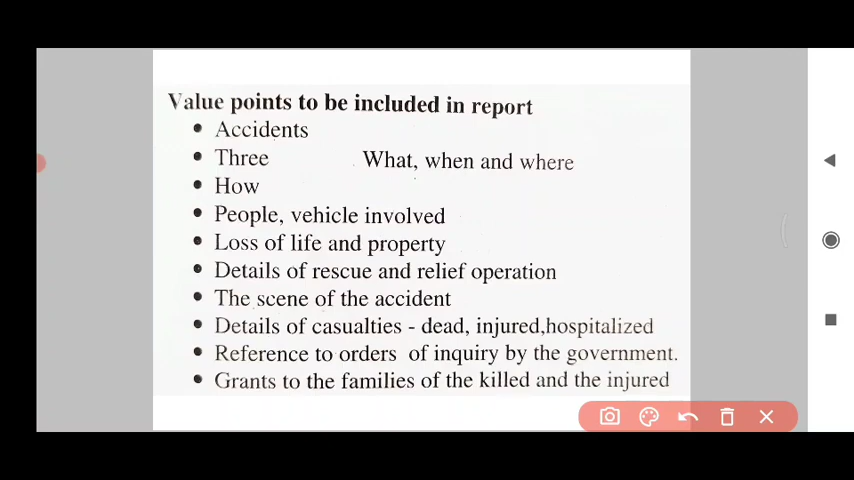 Value points to be included in report
• Accidents
• Three What, when and where
• How
• People, vehicle involved
• Loss of life and property
• Details of rescue and relief operation
• The scene of the accident
• Details of casualties - dead, injured,hospitalized
• Reference to orders of inquiry by the government.
• Grants to the families of the killed and the injured